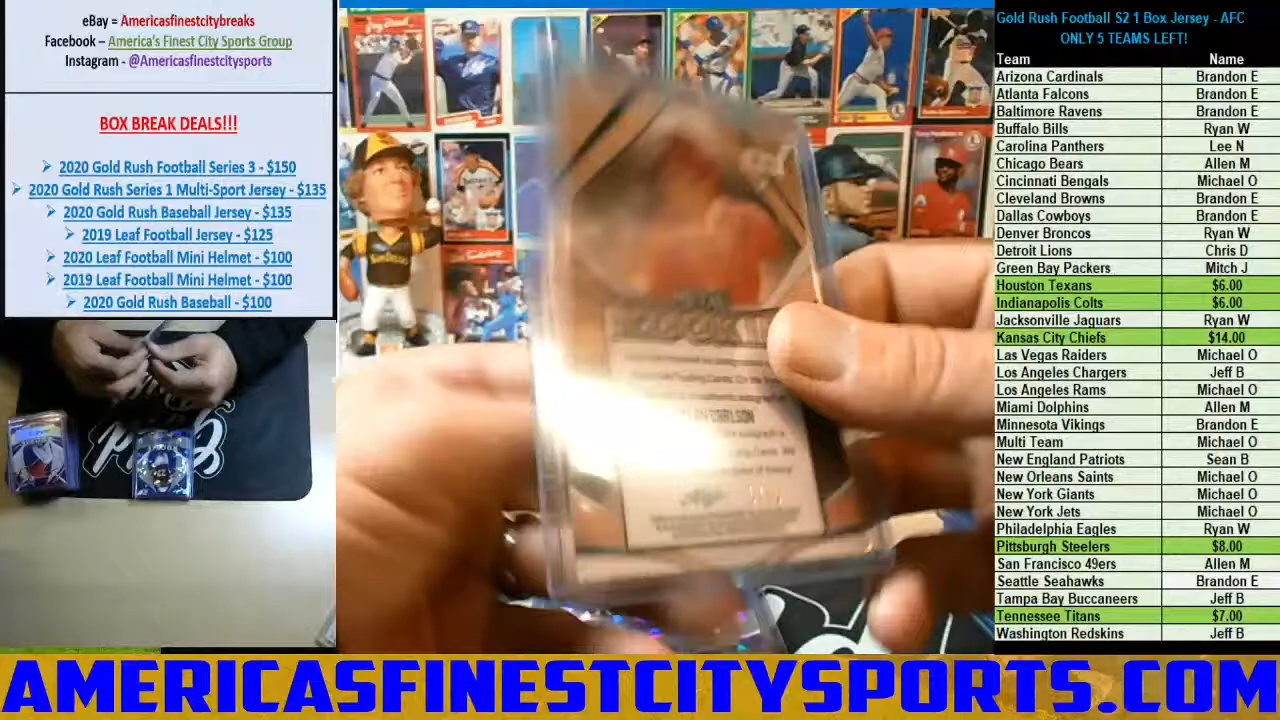 eBay = Americasfinestcitybreaks
Facebook – America's Finest City Sports Group
Instagram - @Americasfinestcitysports
BOX BREAK DEALS!!!
2020 Gold Rush Football Series 3 - $150
2020 Gold Rush Series 1 Multi-Sport Jersey - $135
2020 Gold Rush Baseball Jersey - $135
2019 Leaf Football Jersey - $125
2020 Leaf Football Mini Helmet - $100
2019 Leaf Football Mini Helmet - $100
2020 Gold Rush Baseball - $100
Gold Rush Football S2 1 Box Jersey - AFC
ONLY 5 TEAMS LEFT!
Team Name
Arizona Cardinals Brandon E
Atlanta Falcons Brandon E
Baltimore Ravens Brandon E
Buffalo Bills Ryan W
Carolina Panthers Lee N
Chicago Bears Allen M
Cincinnati Bengals Michael O
Cleveland Browns Brandon E
Dallas Cowboys Brandon E
Denver Broncos Ryan W
Detroit Lions Chris D
Green Bay Packers Mitch J
Houston Texans $6.00
Indianapolis Colts $6.00
Jacksonville Jaguars Ryan W
Kansas City Chiefs $14.00
Las Vegas Raiders Michael O
Los Angeles Chargers Jeff B
Los Angeles Rams Michael O
Miami Dolphins Allen M
Minnesota Vikings Brandon E
Multi Team Michael O
New England Patriots Sean B
New Orleans Saints Michael O
New York Giants Michael O
New York Jets Michael O
Philadelphia Eagles Ryan W
Pittsburgh Steelers $8.00
San Francisco 49ers Allen M
Seattle Seahawks Brandon E
Tampa Bay Buccaneers Jeff B
Tennessee Titans $7.00
Washington Redskins Jeff B
AMERICASFINESTCITYSPORTS.COM